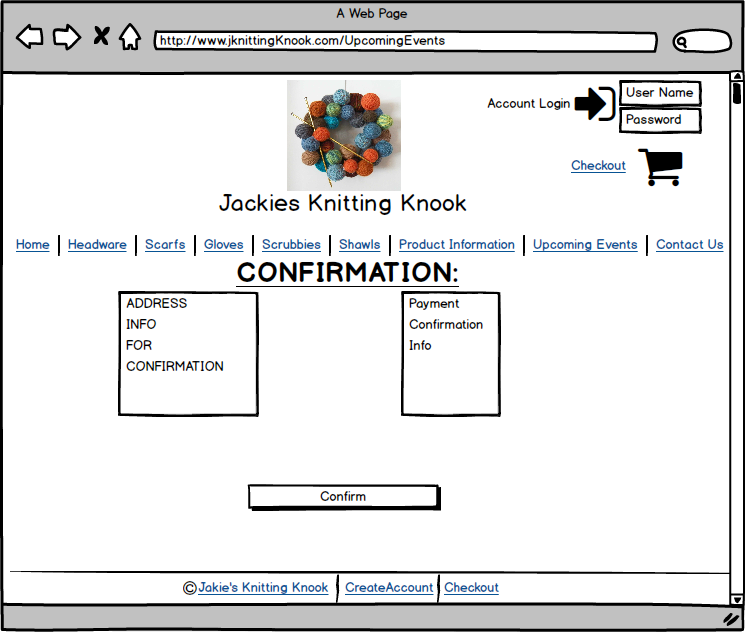 A Web Page
http://www.jknittingKnook.com/UpcomingEvents
Account Login
User Name
Password
Checkout
Jackies Knitting Knook
Home Headware Scarfs Gloves Scrubbies Shawls Product Information Upcoming Events Contact Us
CONFIRMATION:
ADDRESS
INFO
FOR
CONFIRMATION
Payment
Confirmation
Info
Confirm
©Jakie's Knitting Knook CreateAccount Checkout